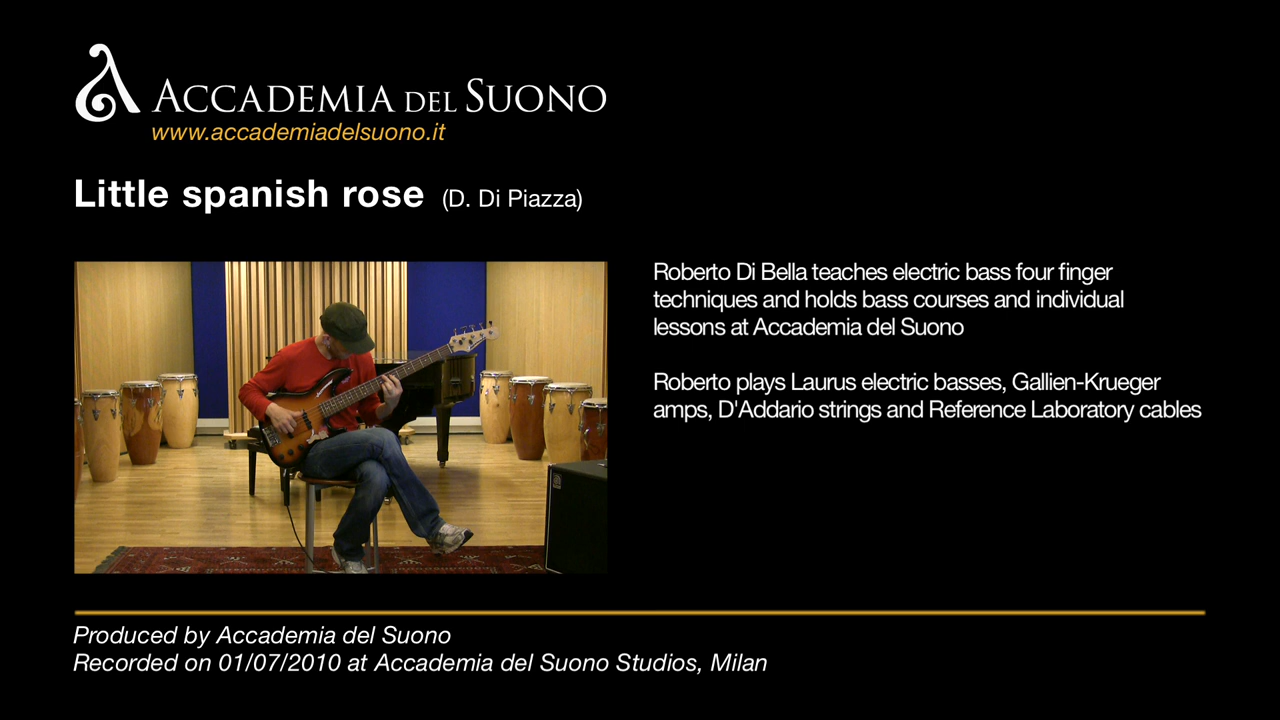 ACCADEMIA DEL SUONO
www.accademiadelsuono.it
Little spanish rose (D. Di Piazza)
Roberto Di Bella teaches electric bass four finger
techniques and holds bass courses and individual
lessons at Accademia del Suono
Roberto plays Laurus electric basses, Gallien-Krueger
amps, D'Addario strings and Reference Laboratory cables
Produced by Accademia del Suono
Recorded on 01/07/2010 at Accademia del Suono Studios, Milan